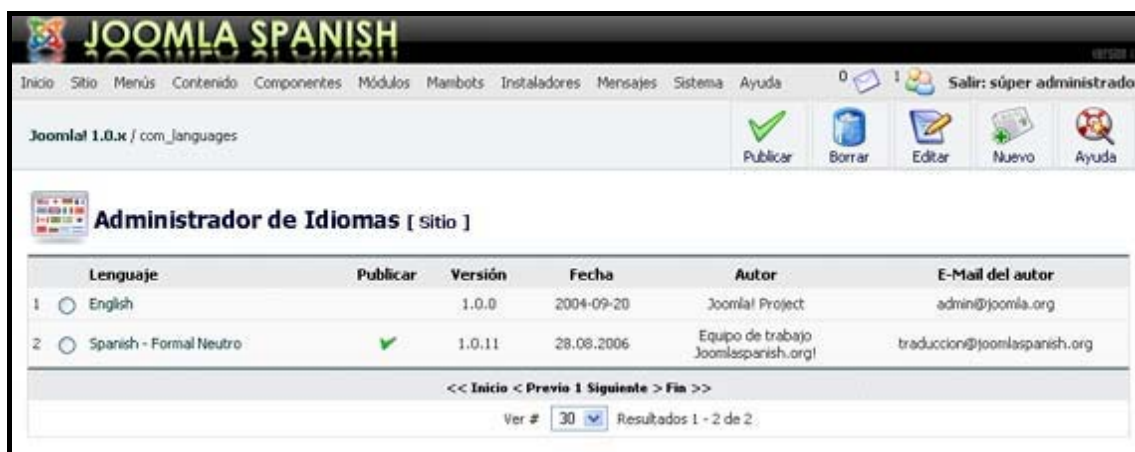 JOOMLA SPANISH
Inicio Sitio Menús Contenido Componentes Módulos Mambots Instaladores Mensajes Sistema Ayuda 0 1 Salir: súper administrado
Joomla! 1.0.x / com_languages
Publicar Borrar Editar Nuevo Ayuda
Administrador de Idiomas [ Sitio ]
Lenguaje Publicar Versión Fecha Autor E-Mail del autor
1 English 1.0.0 2004-09-20 Joomla! Project admin@joomla.org
2 Spanish - Formal Neutro 1.0.11 28.08.2006 Equipo de trabajo Joomlaspanish.org! traduccion@joomlaspanish.org
<< Inicio < Previo 1 Siguiente > Fin >>
Ver # 30 Resultados 1 - 2 de 2